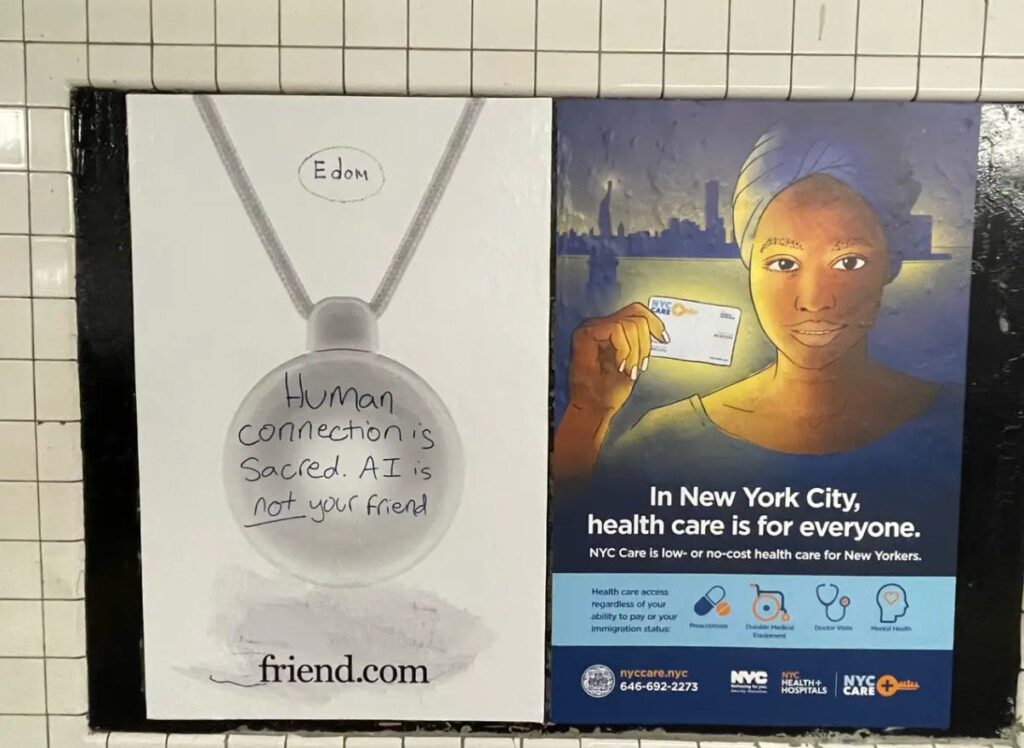 Edom
Human
connection is
Sacred. AI is
not your friend
friend.com
NYC
CARE
In New York City,
health care is for everyone.
NYC Care is low- or no-cost health care for New Yorkers.
Health care access
regardless of your
ability to pay or your
immigration status:
Prescriptions
Durable Medical
Equipment
Doctor Visits
Mental Health
nyccare.nyc
646-692-2273
NYC
NYC
HEALTH+
HOSPITALS
NYC
CARE